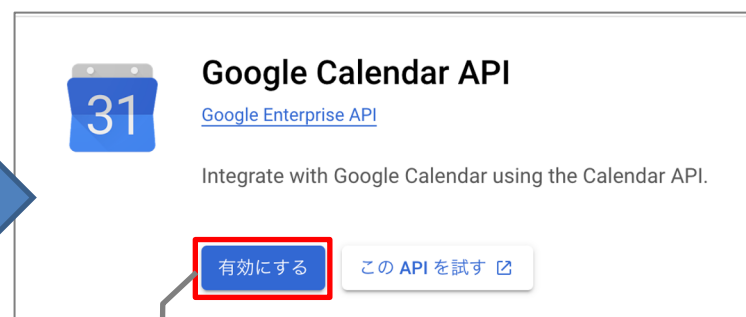 Google Calendar API
31
Google Enterprise API
Integrate with Google Calendar using the Calendar API.
有効にする
この API を試す